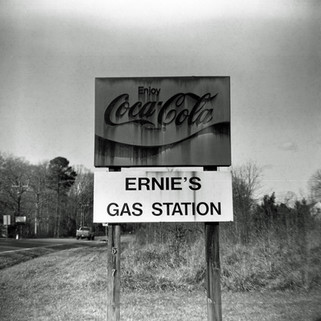 Enjoy
Coca-Cola
ERNIE'S
GAS STATION